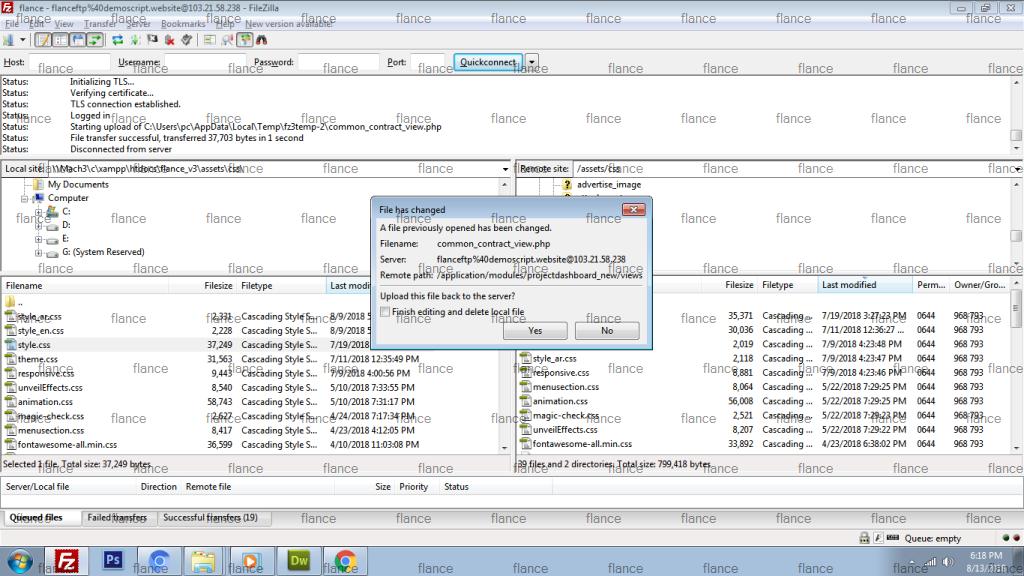 flance - flanceftp%40demoscript.website@103.21.58.238 - FileZilla
File Edit View Transfer Server Bookmarks Help New version available!
Host: Username: Password: Port: Quickconnect
Status: Initializing TLS...
Status: Verifying certificate...
Status: TLS connection established.
Status: Logged in
Status: Starting upload of C:\Users\pc\AppData\Local\Temp\fz3temp-2\common_contract_view.php
Status: File transfer successful, transferred 37,703 bytes in 1 second
Status: Disconnected from server
Local site: \\Mach3\c\xampp\htdocs\flance_v3\assets\css\
Remote site: /assets/css
My Documents
Computer
C:
D:
E:
G: (System Reserved)
advertise_image
File has changed
A file previously opened has been changed.
Filename: common_contract_view.php
Server: flanceftp%40demoscript.website@103.21.58.238
Remote path: /application/modules/projectdashboard_new/views
Upload this file back to the server?
Finish editing and delete local file
Yes No
Filename Filesize Filetype Last modi
..
style_ar.css 2,331 Cascading Style S... 8/9/2018 5
style_en.css 2,228 Cascading Style S... 8/9/2018 5
style.css 37,249 Cascading Style S... 7/19/2018
theme.css 31,563 Cascading Style S... 7/11/2018 12:35:49 PM
responsive.css 9,443 Cascading Style S... 7/9/2018 4:00:56 PM
unveilEffects.css 8,540 Cascading Style S... 5/10/2018 7:33:55 PM
animation.css 58,743 Cascading Style S... 5/10/2018 7:31:17 PM
magic-check.css 2,627 Cascading Style S... 4/24/2018 7:17:34 PM
menusection.css 8,417 Cascading Style S... 4/23/2018 4:12:05 PM
fontawesome-all.min.css 36,599 Cascading Style S... 4/10/2018 11:03:08 PM
Selected 1 file. Total size: 37,249 bytes
Filesize Filetype Last modified Perm... Owner/Gro...
35,371 Cascading ... 7/19/2018 3:27:23 PM 0644 968 793
30,036 Cascading ... 7/11/2018 12:36:27 ... 0644 968 793
2,019 Cascading ... 7/9/2018 4:23:48 PM 0644 968 793
style_ar.css 2,118 Cascading ... 7/9/2018 4:23:47 PM 0644 968 793
responsive.css 8,881 Cascading ... 7/9/2018 4:23:46 PM 0644 968 793
menusection.css 8,064 Cascading ... 5/22/2018 7:29:25 PM 0644 968 793
animation.css 56,008 Cascading ... 5/22/2018 7:29:25 PM 0644 968 793
magic-check.css 2,521 Cascading ... 5/22/2018 7:29:23 PM 0644 968 793
unveilEffects.css 8,207 Cascading ... 5/22/2018 7:29:22 PM 0644 968 793
fontawesome-all.min.css 33,892 Cascading ... 4/23/2018 6:38:02 PM 0644 968 793
39 files and 2 directories. Total size: 799,418 bytes
Server/Local file Direction Remote file Size Priority Status
Queued files Failed transfers Successful transfers (19)
Queue: empty
Ps
Dw
6:18 PM
flance